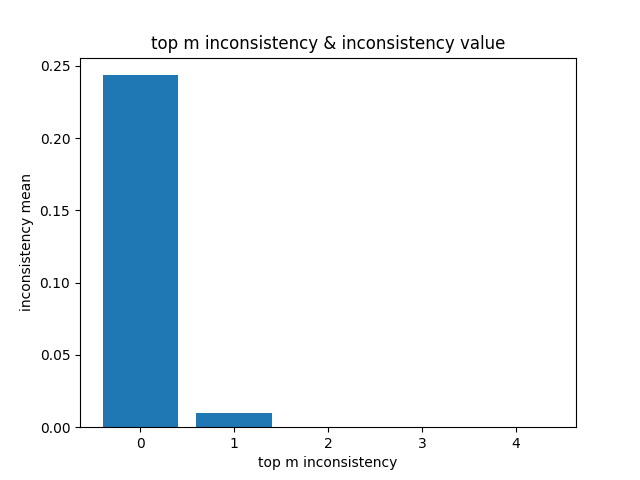 top m inconsistency & inconsistency value
inconsistency mean
0.25
0.20
0.15
0.10
0.05
0.00
0 1 2 3 4
top m inconsistency